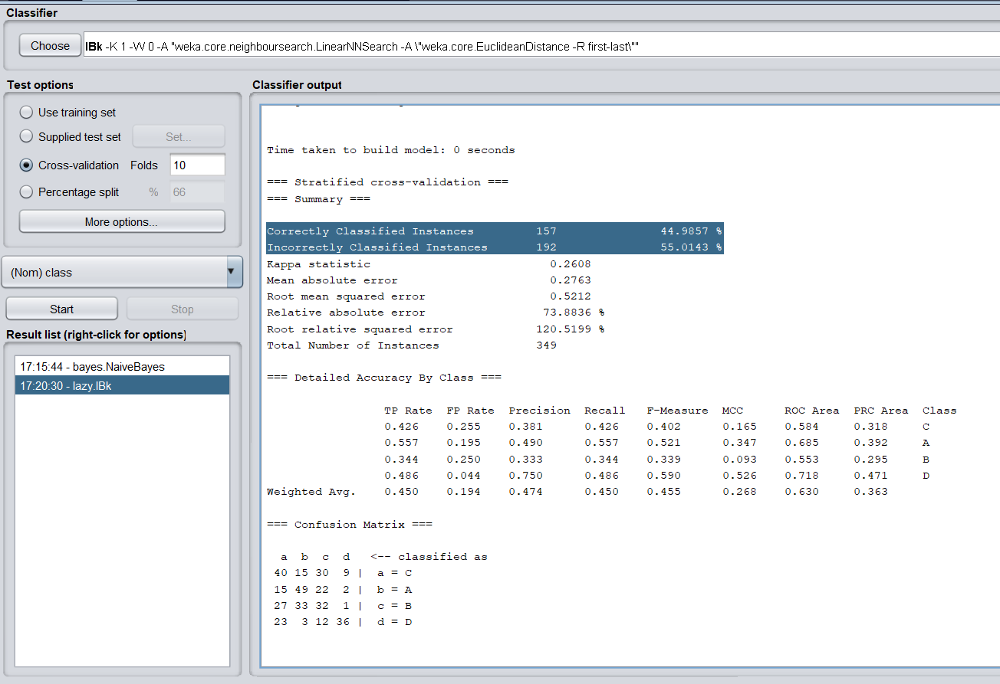 Classifier
Choose IBk -K 1 -W 0 -A "weka.core.neighboursearch.LinearNNSearch -A \"weka.core.EuclideanDistance -R first-last\""
Test options
Use training set
Supplied test set Set...
Cross-validation Folds 10
Percentage split % 66
More options...
(Nom) class
Start Stop
Result list (right-click for options)
17:15:44 - bayes.NaiveBayes
17:20:30 - lazy.IBk
Classifier output
Time taken to build model: 0 seconds
=== Stratified cross-validation ===
=== Summary ===
Correctly Classified Instances 157 44.9857 %
Incorrectly Classified Instances 192 55.0143 %
Kappa statistic 0.2608
Mean absolute error 0.2763
Root mean squared error 0.5212
Relative absolute error 73.8836 %
Root relative squared error 120.5199 %
Total Number of Instances 349
=== Detailed Accuracy By Class ===
TP Rate FP Rate Precision Recall F-Measure MCC ROC Area PRC Area Class
0.426 0.255 0.381 0.426 0.402 0.165 0.584 0.318 C
0.557 0.195 0.490 0.557 0.521 0.347 0.685 0.392 A
0.344 0.250 0.333 0.344 0.339 0.093 0.553 0.295 B
0.486 0.044 0.750 0.486 0.590 0.526 0.718 0.471 D
Weighted Avg. 0.450 0.194 0.474 0.450 0.455 0.268 0.630 0.363
=== Confusion Matrix ===
a b c d <-- classified as
40 15 30 9 | a = C
15 49 22 2 | b = A
27 33 32 1 | c = B
23 3 12 36 | d = D